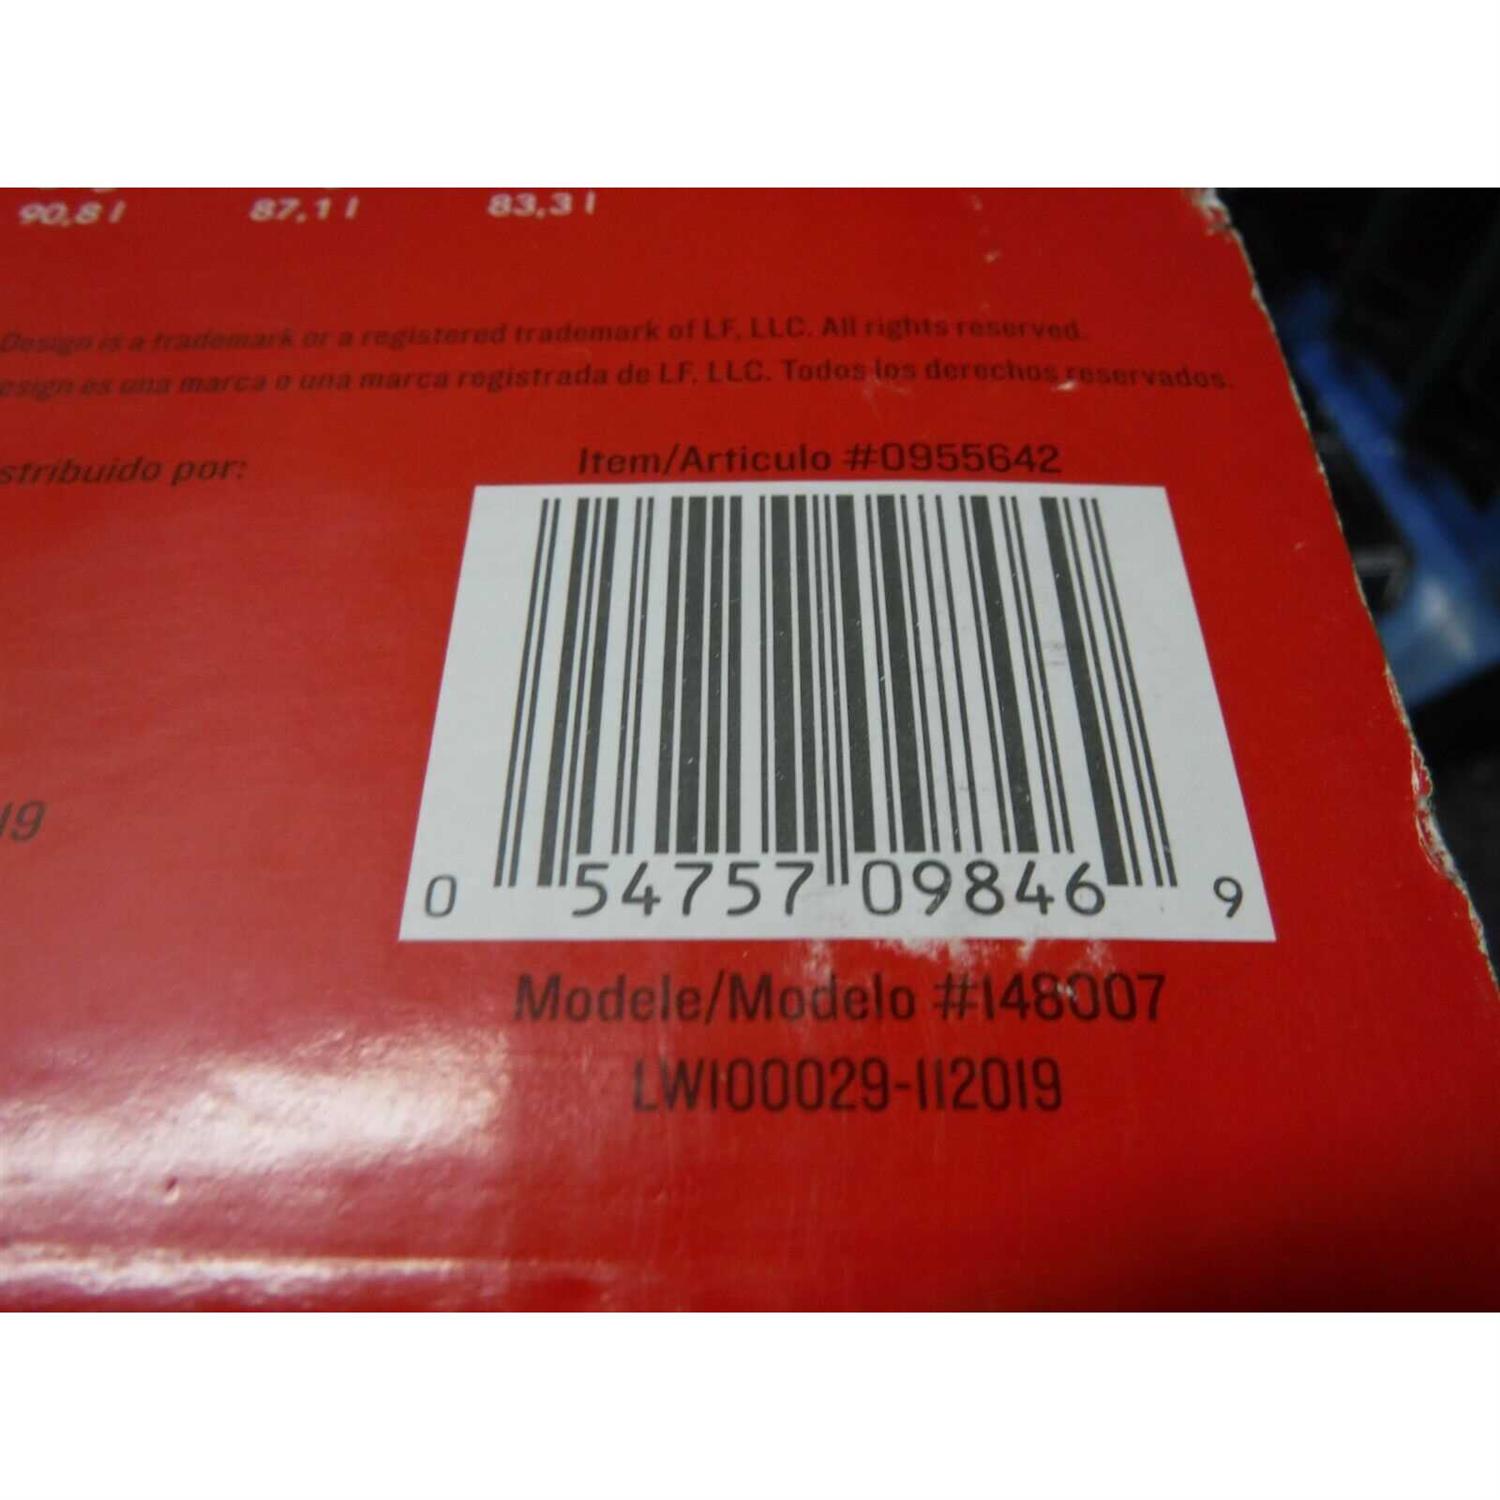 90,8 l 87,1 l 83,3 l
Design is a trademark or a registered trademark of LF, LLC. All rights reserved.
esign es una marca o una marca registrada de LF, LLC. Todos los derechos reservados.
Item/Articulo #0955642
stribuido por:
19
0 54757 09846 9
Modele/Modelo #148007
LW100029-112019